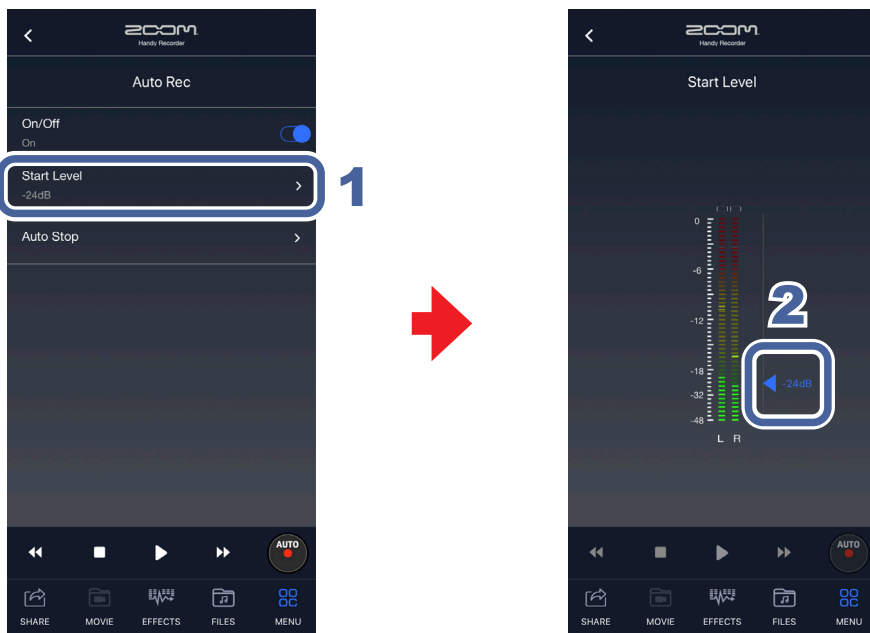 ZOOM
Handy Recorder
Auto Rec
On/Off
On
Start Level
-24dB
Auto Stop
1
AUTO
SHARE MOVIE EFFECTS FILES MENU
ZOOM
Handy Recorder
Start Level
0
-6
-12
-18
-32
-48
L R
2
-24dB
AUTO
SHARE MOVIE EFFECTS FILES MENU